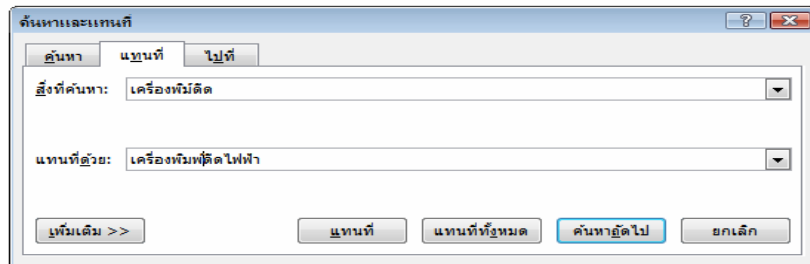 ค้นหาและแทนที่
ค้นหา แทนที่ ไปที่
สิ่งที่ค้นหา: เครื่องพิม์ดีด
แทนที่ด้วย: เครื่องพิมพ์ดีดไฟฟ้า
เพิ่มเติม >> แทนที่ แทนที่ทั้งหมด ค้นหาถัดไป ยกเลิก